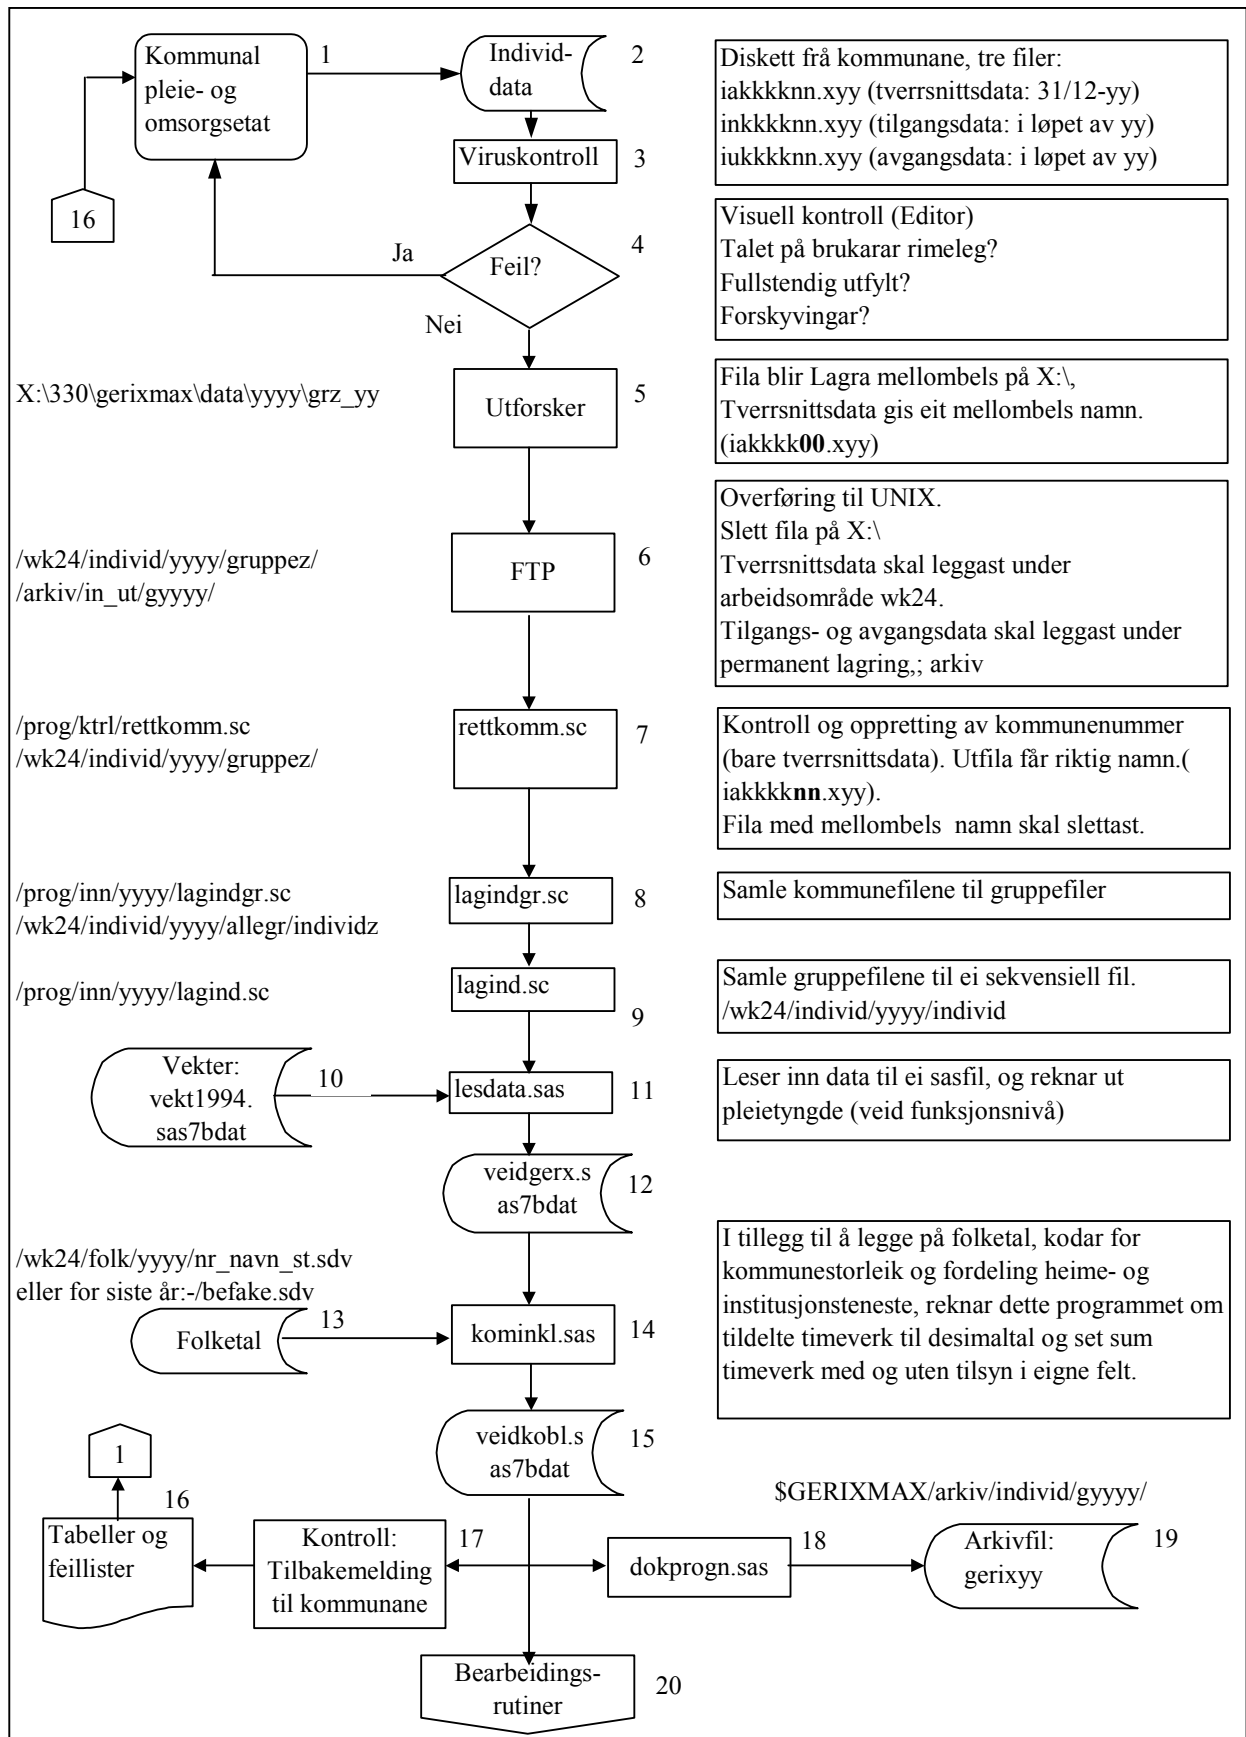 Kommunal
pleie- og
omsorgsetat
1
Individ-
data
2
Diskett frå kommunane, tre filer:
iakkkknn.xyy (tverrsnittsdata: 31/12-yy)
inkkkknn.xyy (tilgangsdata: i løpet av yy)
iukkkknn.xyy (avgangsdata: i løpet av yy)
Viruskontroll
3
16
Ja
Feil?
4
Nei
Visuell kontroll (Editor)
Talet på brukarar rimeleg?
Fullstendig utfylt?
Forskyvingar?
X:\330\gerixmax\data\yyyy\grz_yy
Utforsker
5
Fila blir Lagra mellombels på X:\,
Tverrsnittsdata gis eit mellombels namn.
(iakkkk00.xyy)
/wk24/individ/yyyy/gruppez/
/arkiv/in_ut/gyyyy/
FTP
6
Overføring til UNIX.
Slett fila på X:\
Tverrsnittsdata skal leggast under
arbeidsområde wk24.
Tilgangs- og avgangsdata skal leggast under
permanent lagring,; arkiv
/prog/ktrl/rettkomm.sc
/wk24/individ/yyyy/gruppez/
rettkomm.sc
7
Kontroll og oppretting av kommunenummer
(bare tverrsnittsdata). Utfila får riktig namn.(
iakkkknn.xyy).
Fila med mellombels  namn skal slettast.
/prog/inn/yyyy/lagindgr.sc
/wk24/individ/yyyy/allegr/individz
lagindgr.sc
8
Samle kommunefilene til gruppefiler
/prog/inn/yyyy/lagind.sc
lagind.sc
9
Samle gruppefilene til ei sekvensiell fil.
/wk24/individ/yyyy/individ
Vekter:
vekt1994.
sas7bdat
10
lesdata.sas
11
Leser inn data til ei sasfil, og reknar ut
pleietyngde (veid funksjonsnivå)
veidgerx.s
as7bdat
12
/wk24/folk/yyyy/nr_navn_st.sdv
eller for siste år:-/befake.sdv
Folketal
13
kominkl.sas
14
I tillegg til å legge på folketal, kodar for
kommunestorleik og fordeling heime- og
institusjonsteneste, reknar dette programmet om
tildelte timeverk til desimaltal og set sum
timeverk med og uten tilsyn i eigne felt.
veidkobl.s
as7bdat
15
1
16
Tabeller og
feillister
Kontroll:
Tilbakemelding
til kommunane
17
dokprogn.sas
18
$GERIXMAX/arkiv/individ/gyyyy/
Arkivfil:
gerixyy
19
Bearbeidings-
rutiner
20